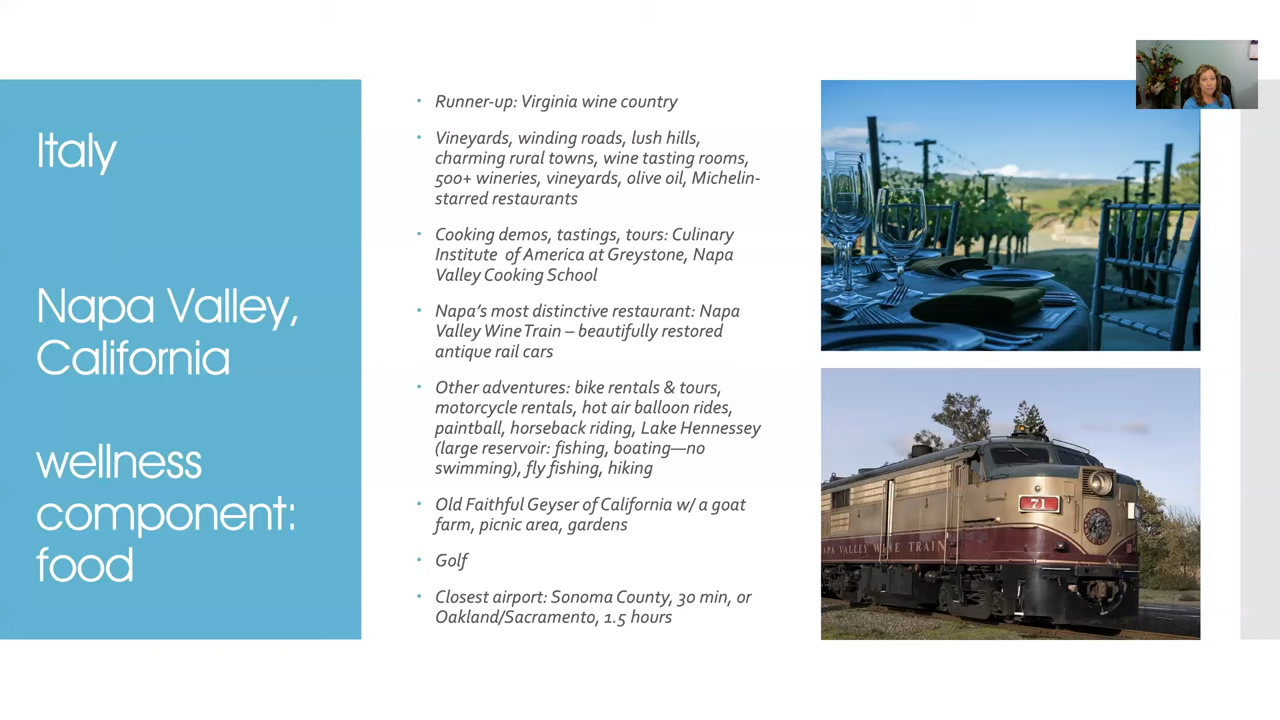 Italy
Napa Valley,
California
wellness
component:
food
Runner-up: Virginia wine country
Vineyards, winding roads, lush hills,
charming rural towns, wine tasting rooms,
500+ wineries, vineyards, olive oil, Michelin-
starred restaurants
Cooking demos, tastings, tours: Culinary
Institute of America at Greystone, Napa
Valley Cooking School
Napa's most distinctive restaurant: Napa
Valley Wine Train – beautifully restored
antique rail cars
Other adventures: bike rentals & tours,
motorcycle rentals, hot air balloon rides,
paintball, horseback riding, Lake Hennessey
(large reservoir: fishing, boating—no
swimming), fly fishing, hiking
Old Faithful Geyser of California w/ a goat
farm, picnic area, gardens
Golf
Closest airport: Sonoma County, 30 min, or
Oakland/Sacramento, 1.5 hours
71
APA VALLEY WINE TRAIN